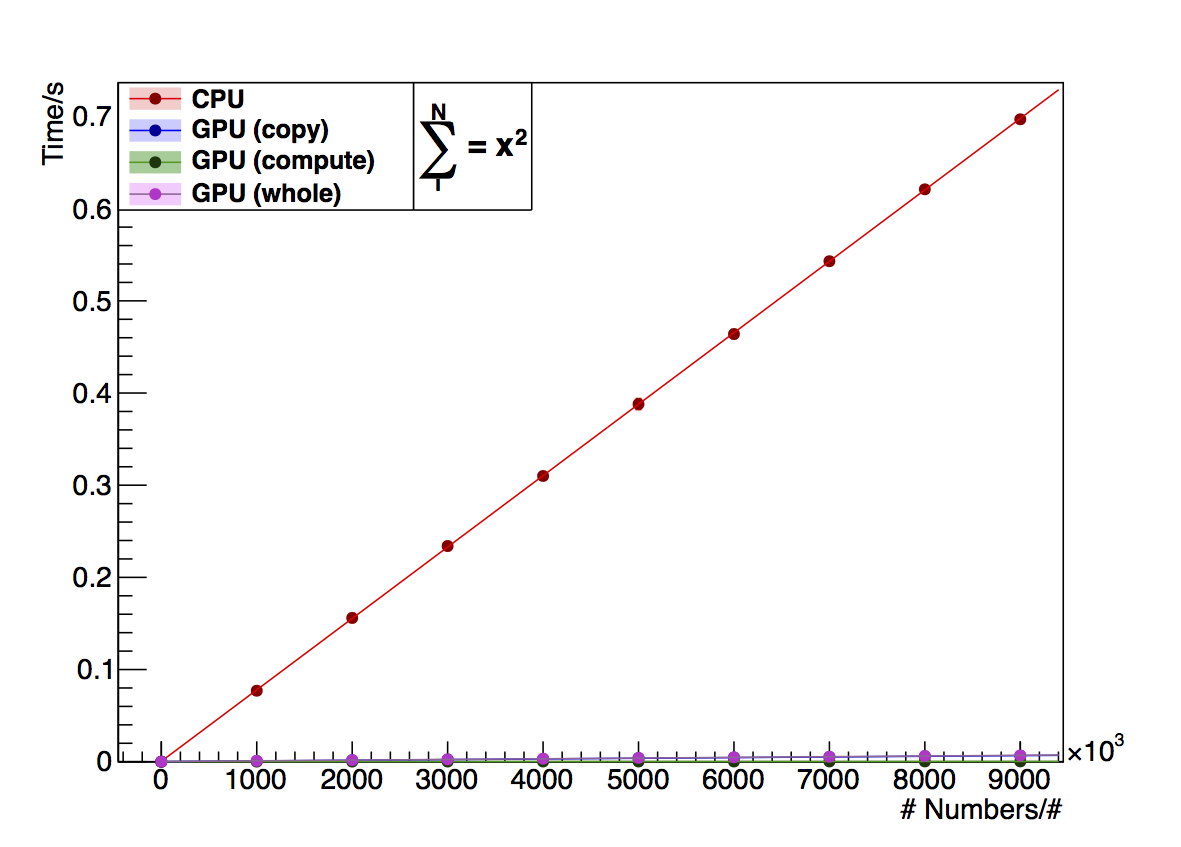 Time/s
CPU
GPU (copy)
GPU (compute)
GPU (whole)
N
∑ = x²
I
0.7
0.6
0.5
0.4
0.3
0.2
0.1
0
0 1000 2000 3000 4000 5000 6000 7000 8000 9000
×10³
# Numbers/#